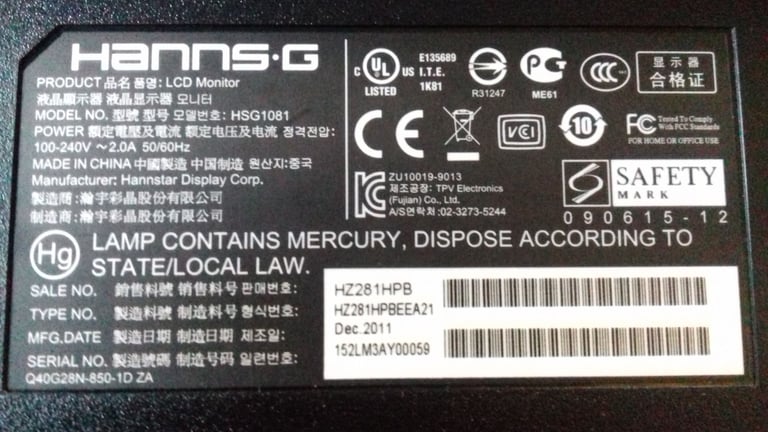 HANNS·G
PRODUCT 品名 품명: LCD Monitor
液晶顯示器 液晶显示器 모니터
MODEL NO. 型號 型号 모델번호: HSG1081
POWER 額定電壓及電流 额定电压及电流 정격전압:
100-240V ～2.0A 50/60Hz
MADE IN CHINA 中國製造 中国制造 원산지:중국
Manufacturer: Hannstar Display Corp.
製造商: 瀚宇彩晶股份有限公司
制造商: 瀚宇彩晶股份有限公司
C UL US LISTED
E135689
I.T.E.
1K81
R31247
PG
ME61
CCC
显示器
合格证
CE
VCI
10
FC Tested To Comply
With FCC Standards
FOR HOME OR OFFICE USE
KC
ZU10019-9013
제조공장: TPV Electronics
(Fujian) Co., Ltd.
A/S연락처:02-3273-5244
S SAFETY
MARK
090615-12
Hg LAMP CONTAINS MERCURY, DISPOSE ACCORDING TO
STATE/LOCAL LAW.
SALE NO. 銷售料號 销售料号 판매번호: HZ281HPB
TYPE NO. 製造料號 制造料号 형식번호: HZ281HPBEEA21
MFG.DATE 製造日期 制造日期 제조일: Dec.2011
SERIAL NO. 製造號碼 制造号码 일련번호: 152LM3AY00059
Q40G28N-850-1D ZA